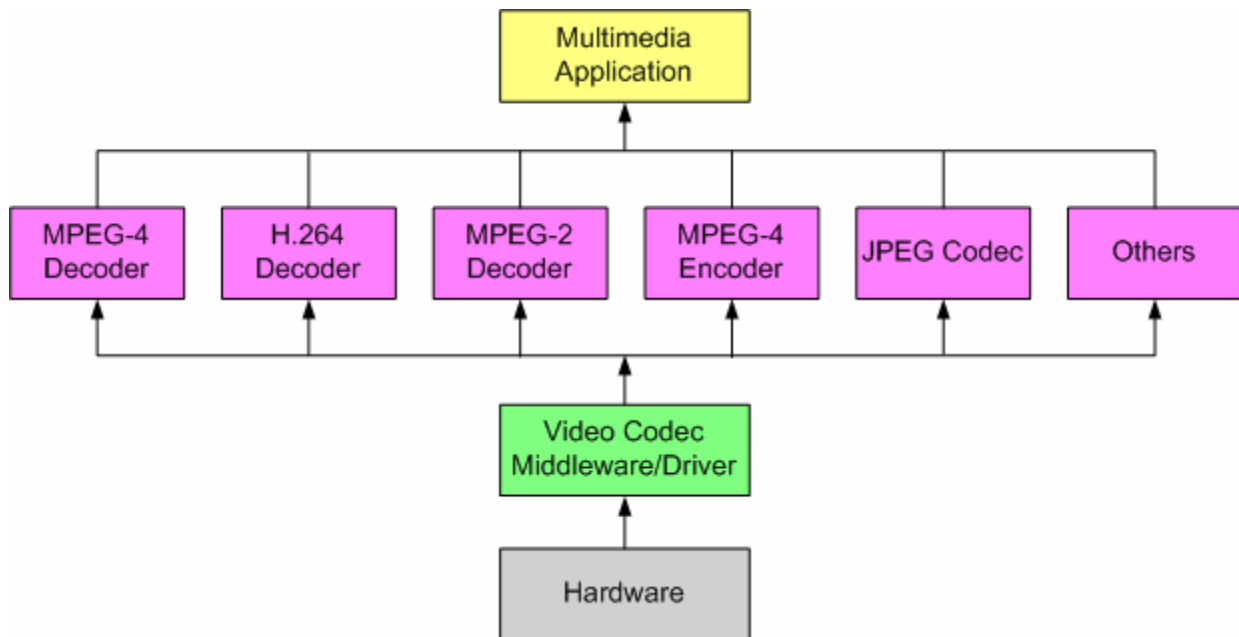 Multimedia
Application
MPEG-4
Decoder
H.264
Decoder
MPEG-2
Decoder
MPEG-4
Encoder
JPEG Codec
Others
Video Codec
Middleware/Driver
Hardware